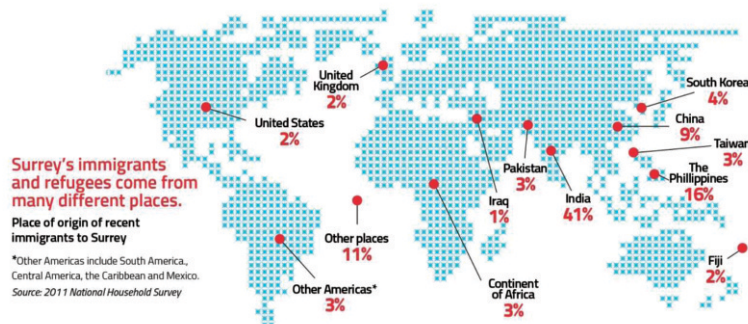 United
Kingdom
2%
South Korea
4%
United States
2%
China
9%
Taiwan
3%
Surrey's immigrants
and refugees come from
many different places.
Pakistan
3%
The
Phillippines
16%
Iraq
1%
India
41%
Place of origin of recent
immigrants to Surrey
Other places
11%
*Other Americas include South America.,
Central America, the Caribbean and Mexico.
Source: 2011 National Household Survey
Other Americas*
3%
Continent
of Africa
3%
Fiji
2%